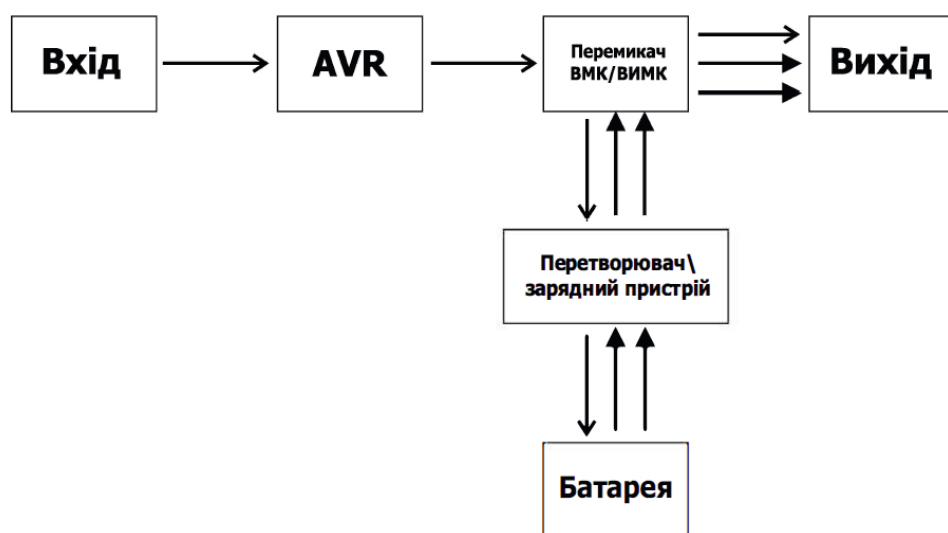 Вхід
AVR
Перемикач
ВМК/ВИМК
Вихід
Перетворювач\
зарядний пристрій
Батарея